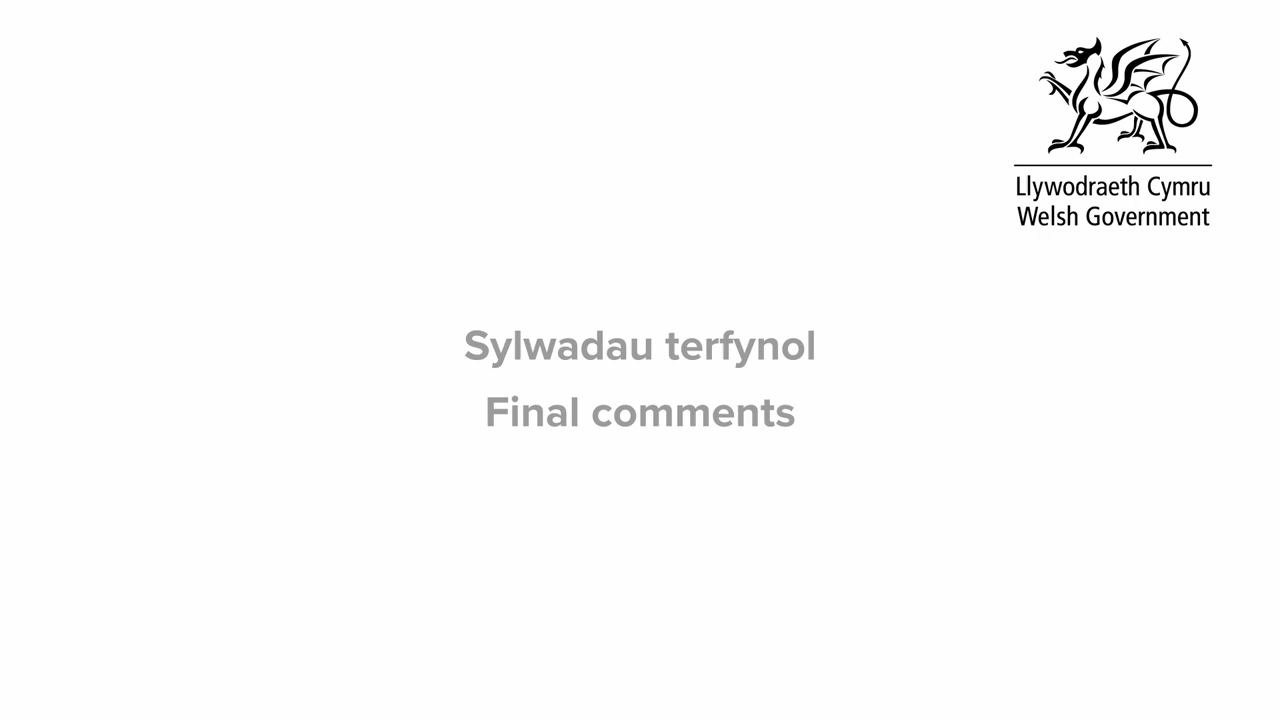 Llywodraeth Cymru
Welsh Government
Sylwadau terfynol
Final comments